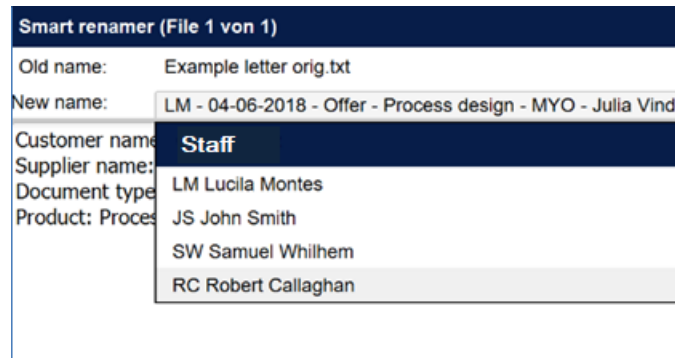 Smart renamer (File 1 von 1)
Old name: Example letter orig.txt
New name: LM - 04-06-2018 - Offer - Process design - MYO - Julia Vind
Customer name
Supplier name:
Document type
Product: Proces
Staff
LM Lucila Montes
JS John Smith
SW Samuel Whilhem
RC Robert Callaghan